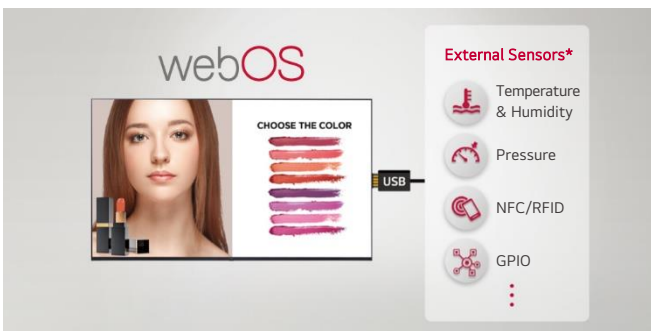 webOS
CHOOSE THE COLOR
USB
External Sensors*
Temperature
& Humidity
Pressure
NFC/RFID
GPIO